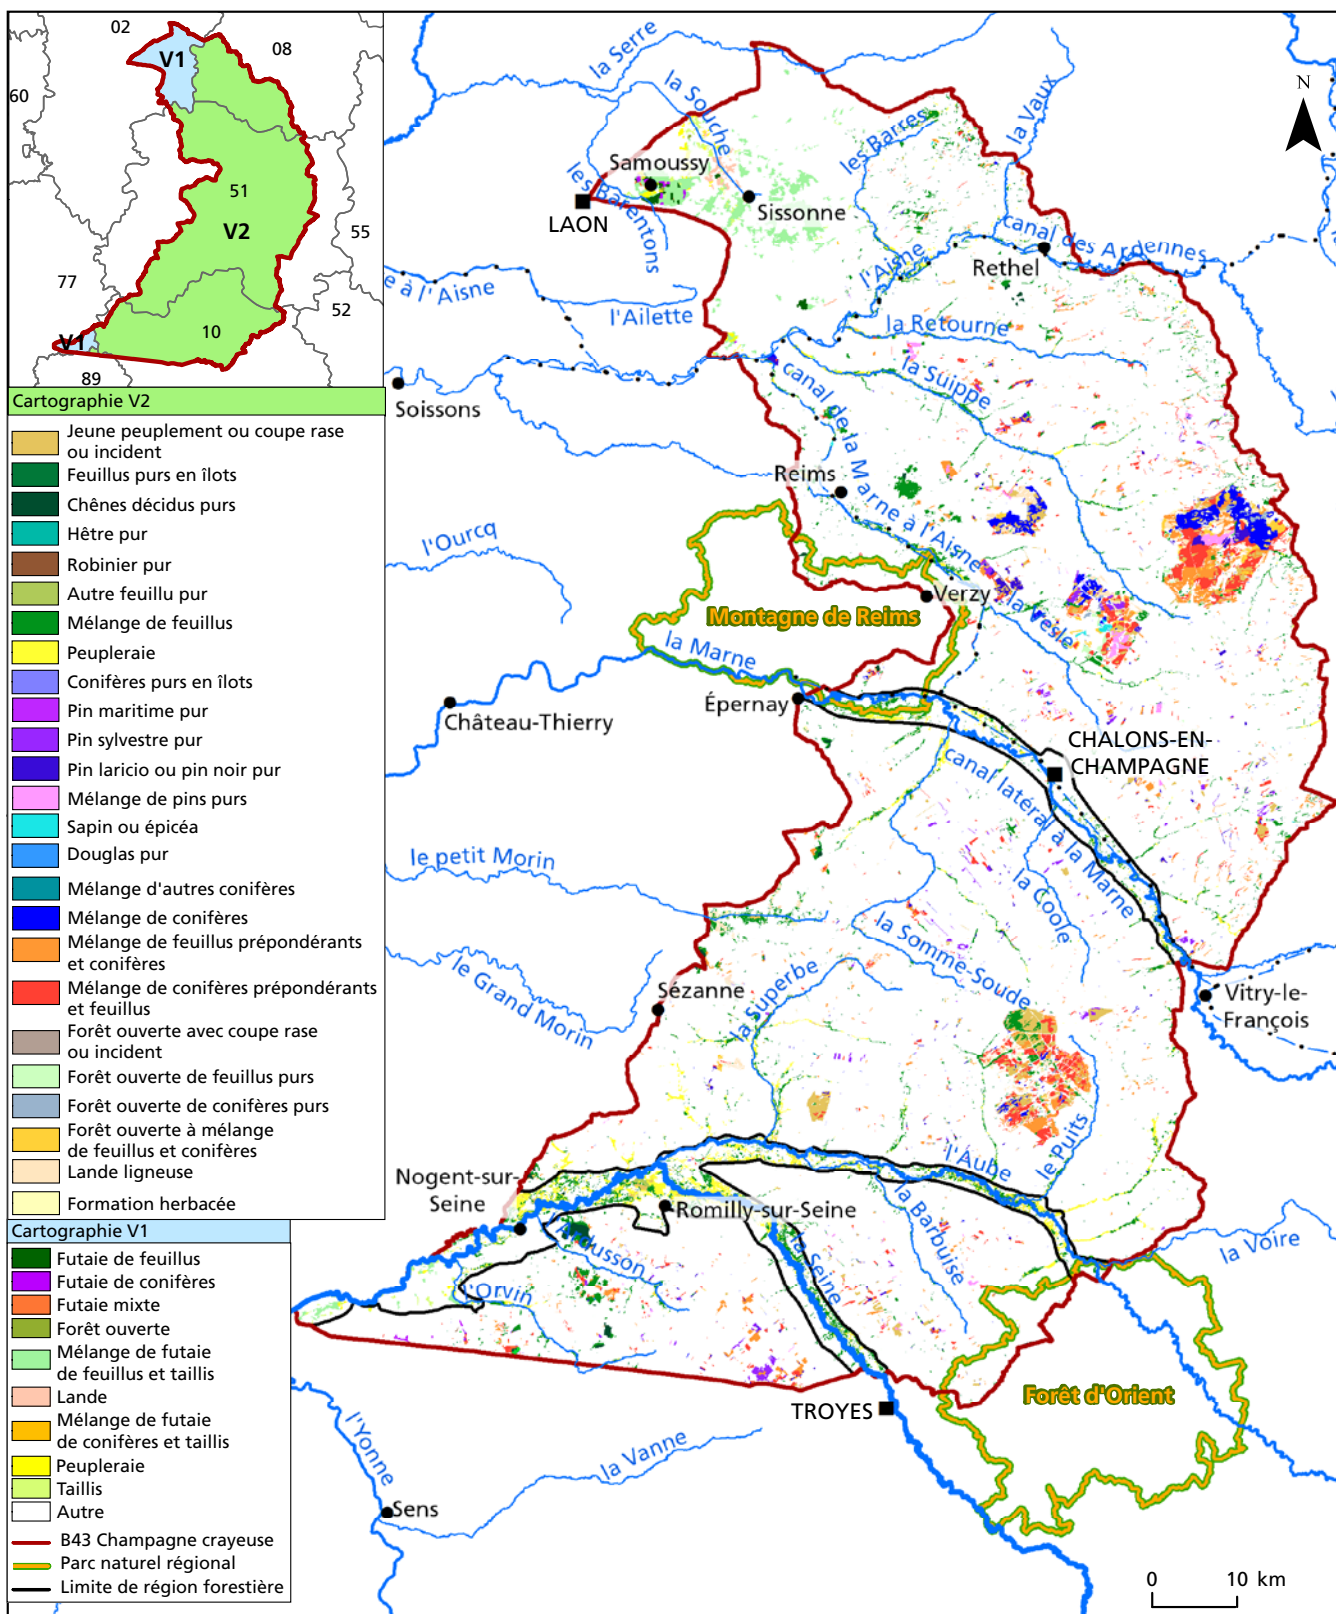 02
08
V1
60
51
V2
55
77
52
10
V1
89
Cartographie V2
Jeune peuplement ou coupe rase
ou incident
Feuillus purs en îlots
Chênes décidus purs
Hêtre pur
Robinier pur
Autre feuillu pur
Mélange de feuillus
Peupleraie
Conifères purs en îlots
Pin maritime pur
Pin sylvestre pur
Pin laricio ou pin noir pur
Mélange de pins purs
Sapin ou épicéa
Douglas pur
Mélange d'autres conifères
Mélange de conifères
Mélange de feuillus prépondérants
et conifères
Mélange de conifères prépondérants
et feuillus
Forêt ouverte avec coupe rase
ou incident
Forêt ouverte de feuillus purs
Forêt ouverte de conifères purs
Forêt ouverte à mélange
de feuillus et conifères
Lande ligneuse
Formation herbacée
Cartographie V1
Futaie de feuillus
Futaie de conifères
Futaie mixte
Forêt ouverte
Mélange de futaie
de feuillus et taillis
Lande
Mélange de futaie
de conifères et taillis
Peupleraie
Taillis
Autre
B43 Champagne crayeuse
Parc naturel régional
Limite de région forestière
la Serre
la Souche
la Vaux
N
les Barres
Samoussy
les Barentons
Sissonne
LAON
canal des Ardennes
Rethel
l'Aisne
e à l'Aisne
l'Ailette
la Retourne
la Suippe
Soissons
canal de la Marne à l'Aisne
Reims
l'Ourcq
Verzy
la Vesle
Montagne de Reims
la Marne
Épernay
Château-Thierry
CHALONS-EN-
CHAMPAGNE
canal latéral à la Marne
le petit Morin
la Coole
la Somme-Soude
le Grand Morin
Sézanne
la Superbe
Vitry-le-
François
le Puits
l'Aube
Nogent-sur-
Seine
Romilly-sur-Seine
la Barbuise
la Voire
l'Ardusson
la Seine
l'Orvin
Forêt d'Orient
TROYES
l'Yonne
la Vanne
Sens
0 10 km